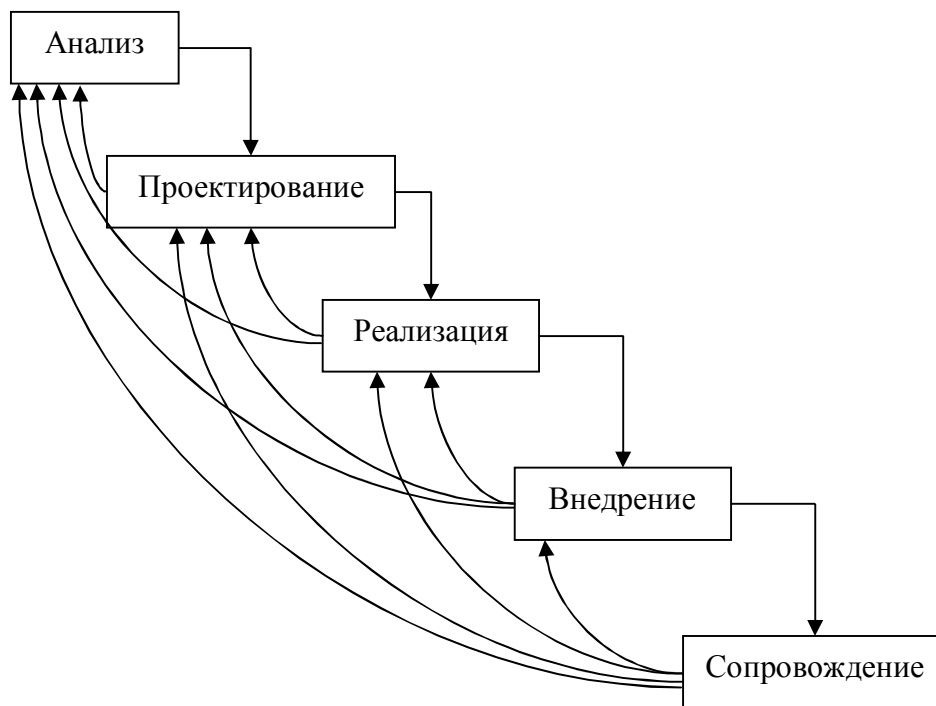 Анализ
Проектирование
Реализация
Внедрение
Сопровождение